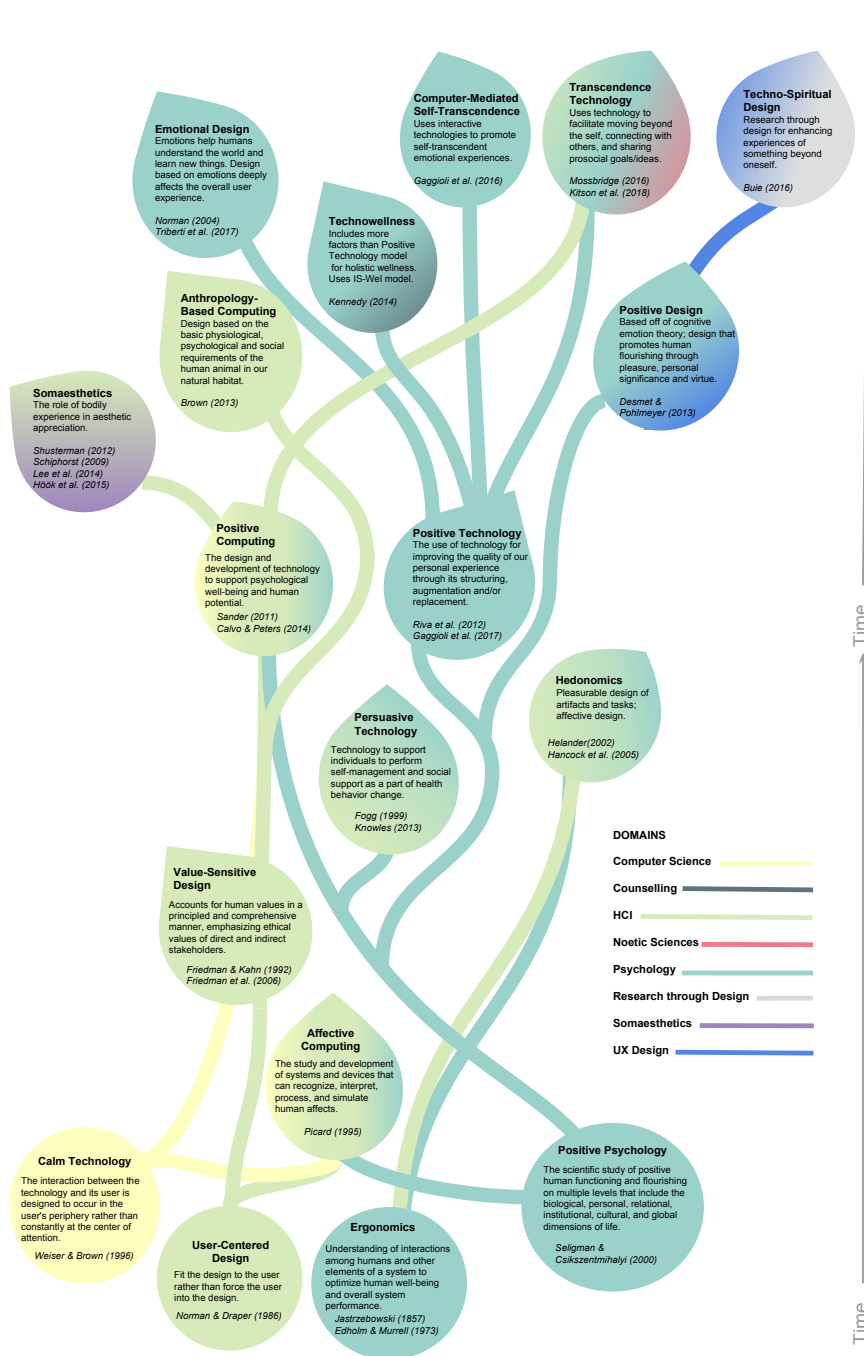 Computer-Mediated
Self-Transcendence
Uses interactive
technologies to promote
self-transcendent
emotional experiences.
Gaggioli et al. (2016)
Transcendence
Technology
Uses technology to
facilitate moving beyond
the self, connecting with
others, and sharing
prosocial goals/ideas.
Mossbridge (2016)
Kitson et al. (2018)
Techno-Spiritual
Design
Research through
design for enhancing
experiences of
something beyond
oneself.
Buie (2016)
Emotional Design
Emotions help humans
understand the world and
learn new things. Design
based on emotions deeply
affects the overall user
experience.
Norman (2004)
Triberti et al. (2017)
Technowellness
Includes more
factors than Positive
Technology model
for holistic wellness.
Uses IS-Wel model.
Kennedy (2014)
Anthropology-
Based Computing
Design based on the
basic physiological,
psychological and social
requirements of the
human animal in our
natural habitat.
Brown (2013)
Positive Design
Based off of cognitive
emotion theory; design that
promotes human
flourishing through
pleasure, personal
significance and virtue.
Desmet &
Pohlmeyer (2013)
Somaesthetics
The role of bodily
experience in aesthetic
appreciation.
Shusterman (2012)
Schiphorst (2009)
Lee et al. (2014)
Höök et al. (2015)
Positive
Computing
The design and
development of technology
to support psychological
well-being and human
potential.
Sander (2011)
Calvo & Peters (2014)
Positive Technology
The use of technology for
improving the quality of our
personal experience
through its structuring,
augmentation and/or
replacement.
Riva et al. (2012)
Gaggioli et al. (2017)
Time
Hedonomics
Pleasurable design of
artifacts and tasks;
affective design.
Helander(2002)
Hancock et al. (2005)
Persuasive
Technology
Technology to support
individuals to perform
self-management and social
support as a part of health
behavior change.
Fogg (1999)
Knowles (2013)
DOMAINS
Computer Science
Counselling
HCI
Noetic Sciences
Psychology
Research through Design
Somaesthetics
UX Design
Value-Sensitive
Design
Accounts for human values in a
principled and comprehensive
manner, emphasizing ethical
values of direct and indirect
stakeholders.
Friedman & Kahn (1992)
Friedman et al. (2006)
Affective
Computing
The study and development
of systems and devices that
can recognize, interpret,
process, and simulate
human affects.
Picard (1995)
Calm Technology
The interaction between the
technology and its user is
designed to occur in the
user's periphery rather than
constantly at the center of
attention.
Weiser & Brown (1996)
User-Centered
Design
Fit the design to the user
rather than force the user
into the design.
Norman & Draper (1986)
Ergonomics
Understanding of interactions
among humans and other
elements of a system to
optimize human well-being
and overall system
performance.
Jastrzebowski (1857)
Edholm & Murrell (1973)
Positive Psychology
The scientific study of positive
human functioning and flourishing
on multiple levels that include the
biological, personal, relational,
institutional, cultural, and global
dimensions of life.
Seligman &
Csikszentmihalyi (2000)
Time